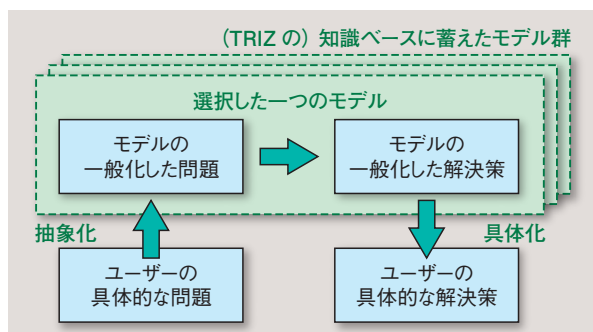 (TRIZ の) 知識ベースに蓄えたモデル群
選択した一つのモデル
モデルの
一般化した問題
モデルの
一般化した解決策
抽象化
具体化
ユーザーの
具体的な問題
ユーザーの
具体的な解決策